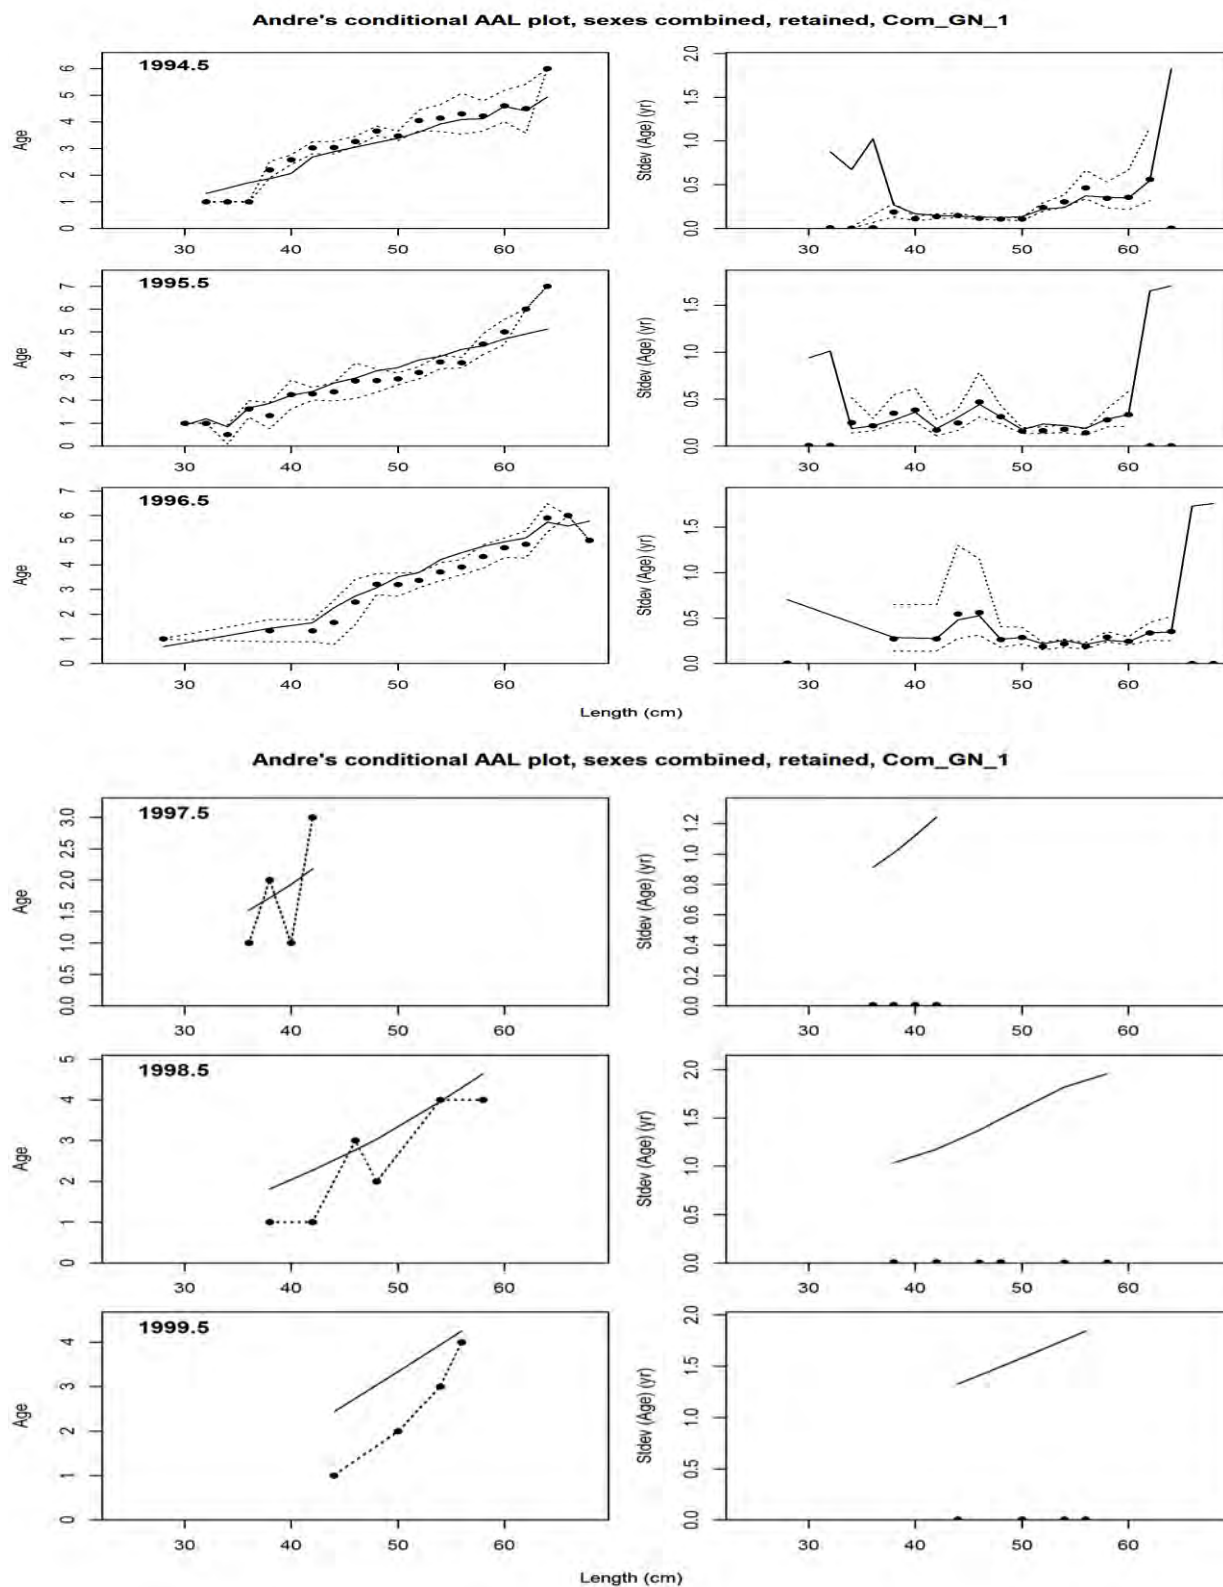 Andre's conditional AAL plot, sexes combined, retained, Com_GN_1
1994.5
Age
0 1 2 3 4 5 6
30 40 50 60
Stdev (Age) (yr)
0.0 0.5 1.0 1.5 2.0
30 40 50 60
1995.5
Age
0 1 2 3 4 5 6 7
30 40 50 60
Stdev (Age) (yr)
0.0 0.5 1.0 1.5
30 40 50 60
1996.5
Age
0 1 2 3 4 5 6 7
30 40 50 60
Stdev (Age) (yr)
0.0 0.5 1.0 1.5
30 40 50 60
Length (cm)
Andre's conditional AAL plot, sexes combined, retained, Com_GN_1
1997.5
Age
0.0 0.5 1.0 1.5 2.0 2.5 3.0
30 40 50 60
Stdev (Age) (yr)
0.0 0.2 0.4 0.6 0.8 1.0 1.2
30 40 50 60
1998.5
Age
0 1 2 3 4 5
30 40 50 60
Stdev (Age) (yr)
0.0 0.5 1.0 1.5 2.0
30 40 50 60
1999.5
Age
0 1 2 3 4
30 40 50 60
Stdev (Age) (yr)
0.0 0.5 1.0 1.5 2.0
30 40 50 60
Length (cm)